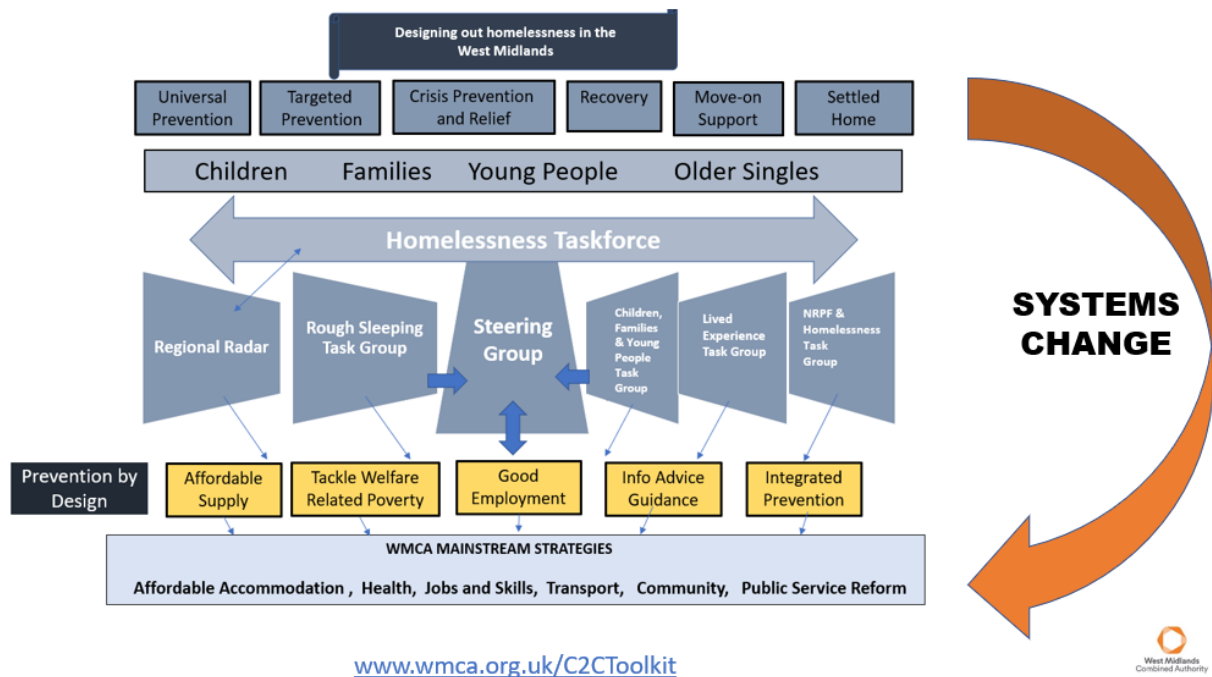 Designing out homelessness in the
West Midlands
Universal
Prevention
Targeted
Prevention
Crisis Prevention
and Relief
Recovery
Move-on
Support
Settled
Home
Children Families Young People Older Singles
Homelessness Taskforce
Regional Radar
Rough Sleeping
Task Group
Steering
Group
Children,
Families
& Young
People
Task
Group
Lived
Experience
Task Group
NRPF &
Homelessness
Task
Group
SYSTEMS
CHANGE
Prevention by
Design
Affordable
Supply
Tackle Welfare
Related Poverty
Good
Employment
Info Advice
Guidance
Integrated
Prevention
WMCA MAINSTREAM STRATEGIES
Affordable Accommodation , Health, Jobs and Skills, Transport, Community, Public Service Reform
www.wmca.org.uk/C2CToolkit
West Midlands
Combined Authority